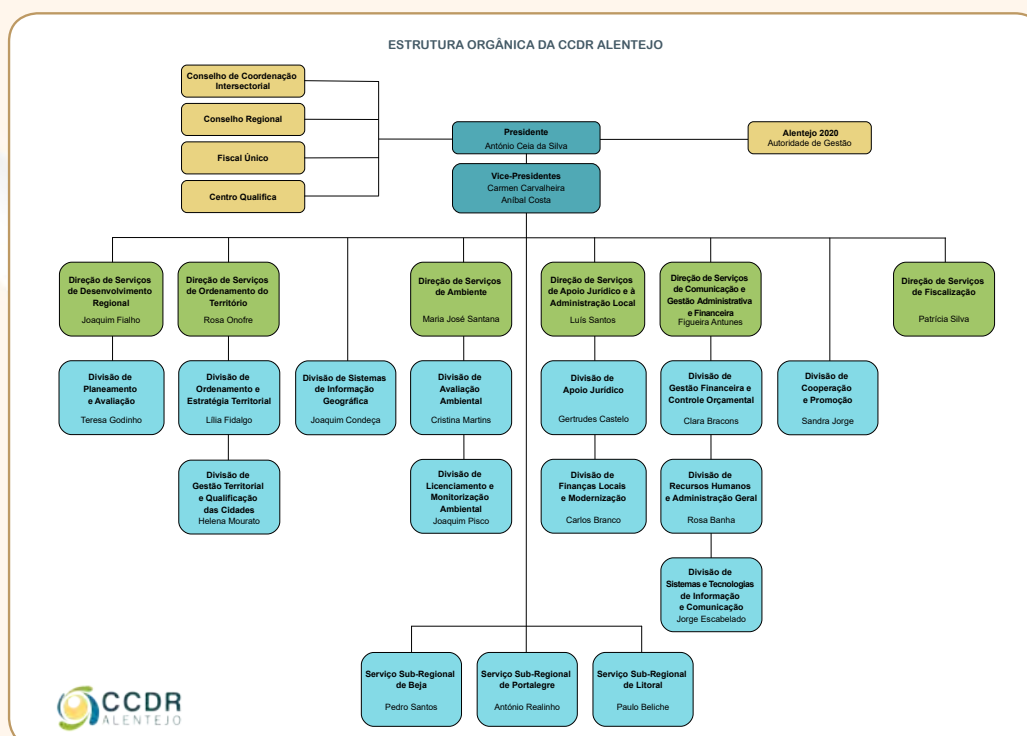 ESTRUTURA ORGÂNICA DA CCDR ALENTEJO
Conselho de Coordenação
Intersectorial
Conselho Regional
Fiscal Único
Centro Qualifica
Presidente
António Ceia da Silva
Alentejo 2020
Autoridade de Gestão
Vice-Presidentes
Carmen Carvalheira
Aníbal Costa
Direção de Serviços
de Desenvolvimento
Regional
Joaquim Fialho
Direção de Serviços
de Ordenamento do
Território
Rosa Onofre
Direção de Serviços
de Ambiente
Maria José Santana
Direção de Serviços
de Apoio Jurídico e à
Administração Local
Luís Santos
Direção de Serviços
de Comunicação e
Gestão Administrativa
e Financeira
Figueira Antunes
Direção de Serviços
de Fiscalização
Patrícia Silva
Divisão de
Planeamento
e Avaliação
Teresa Godinho
Divisão de
Ordenamento e
Estratégia Territorial
Lília Fidalgo
Divisão de Sistemas
de Informação
Geográfica
Joaquim Condeça
Divisão de
Avaliação
Ambiental
Cristina Martins
Divisão de
Apoio Jurídico
Gertrudes Castelo
Divisão de
Gestão Financeira e
Controle Orçamental
Clara Bracons
Divisão de
Cooperação
e Promoção
Sandra Jorge
Divisão de
Gestão Territorial
e Qualificação
das Cidades
Helena Mourato
Divisão de
Licenciamento e
Monitorização
Ambiental
Joaquim Pisco
Divisão de
Finanças Locais
e Modernização
Carlos Branco
Divisão de
Recursos Humanos
e Administração Geral
Rosa Banha
Divisão de
Sistemas e Tecnologias
de Informação
e Comunicação
Jorge Escabelado
Serviço Sub-Regional
de Beja
Pedro Santos
Serviço Sub-Regional
de Portalegre
António Realinho
Serviço Sub-Regional
de Litoral
Paulo Beliche
CCDR
ALENTEJO